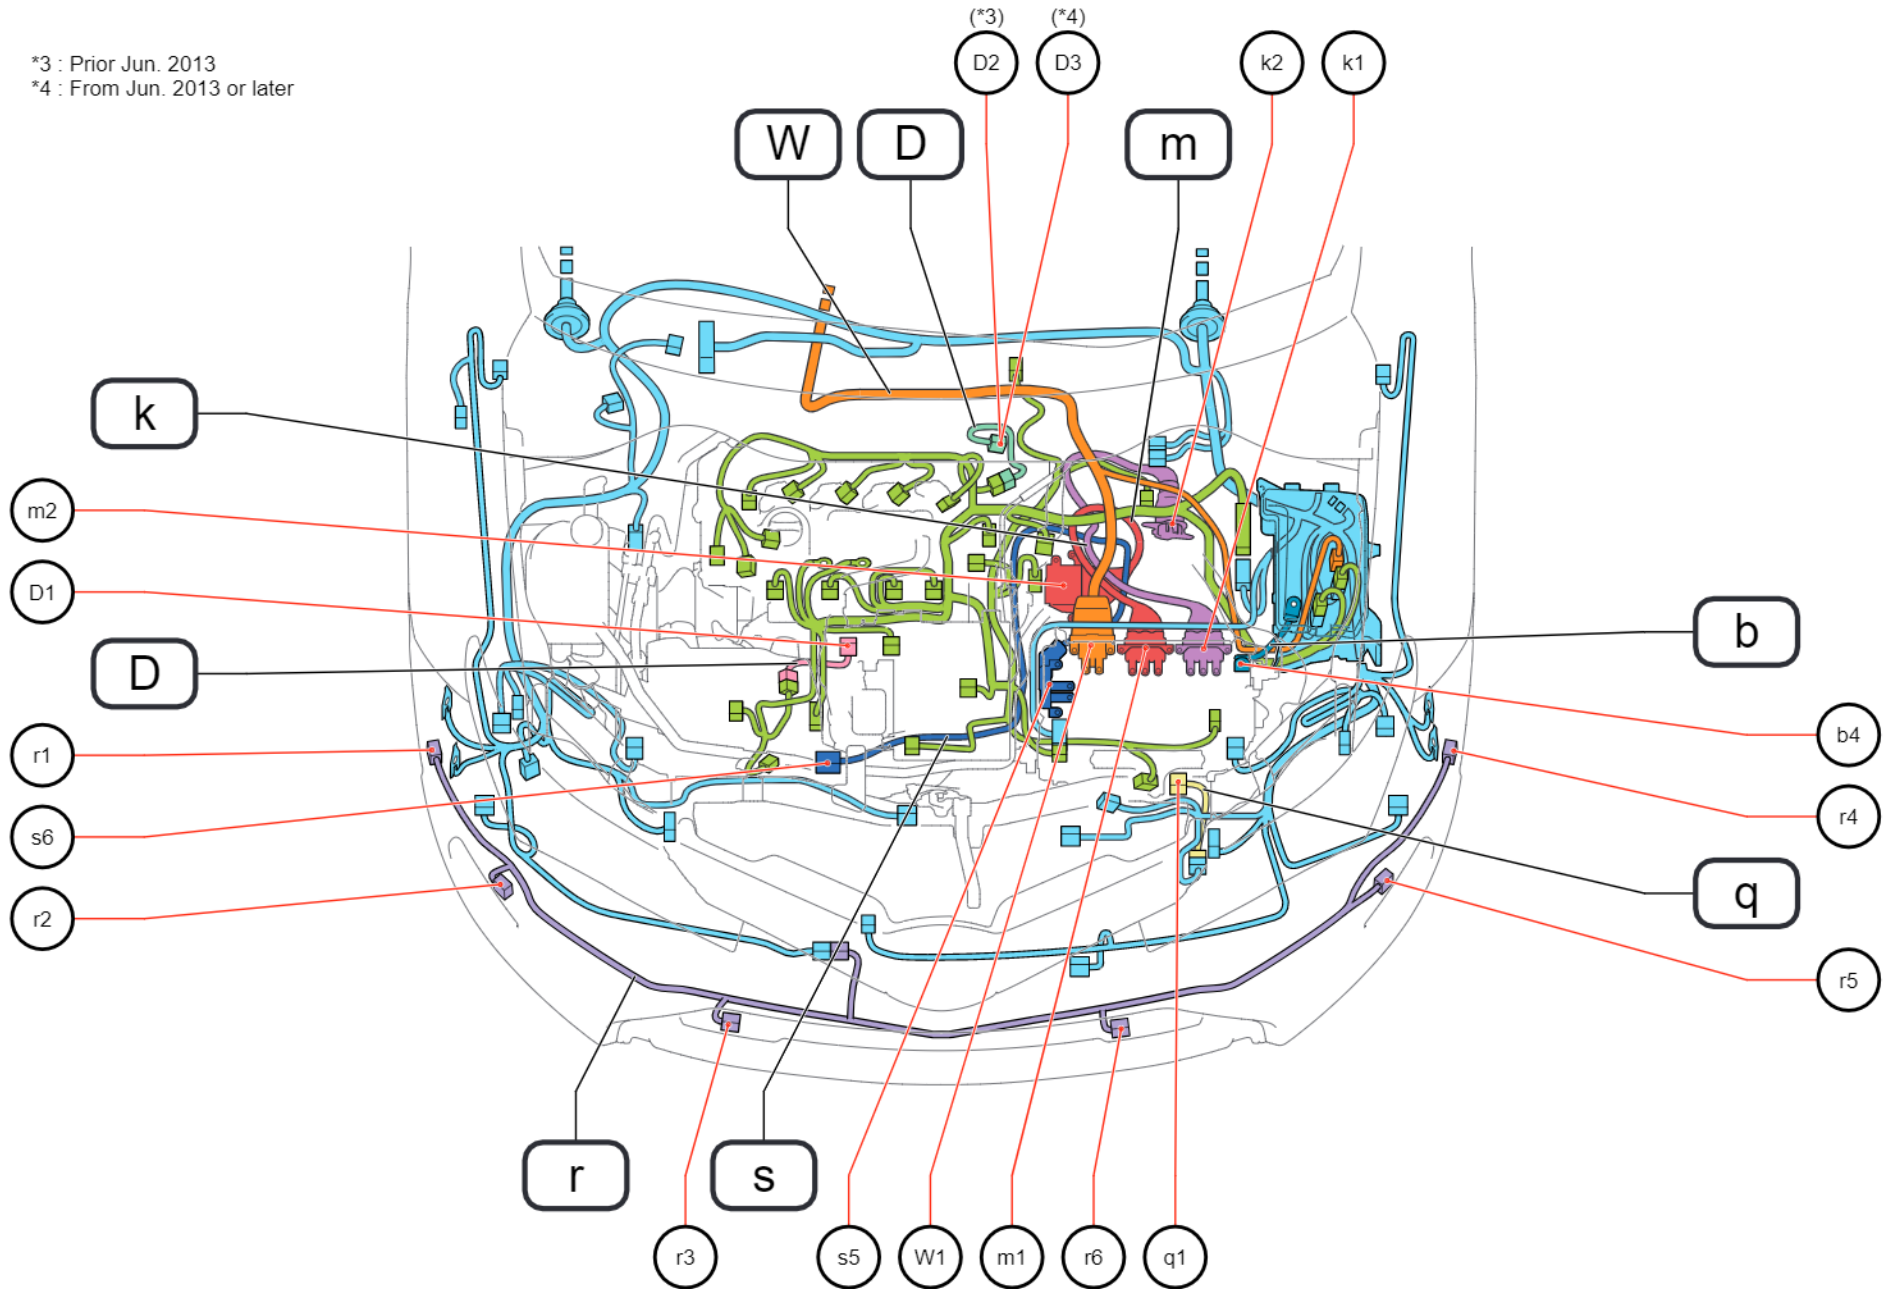 (*3)
(*4)
*3 : Prior Jun. 2013
*4 : From Jun. 2013 or later
D2
D3
k2
k1
W
D
m
k
m2
D1
b
D
b4
r1
r4
s6
q
r2
r5
r
s
r3
s5
W1
m1
r6
q1